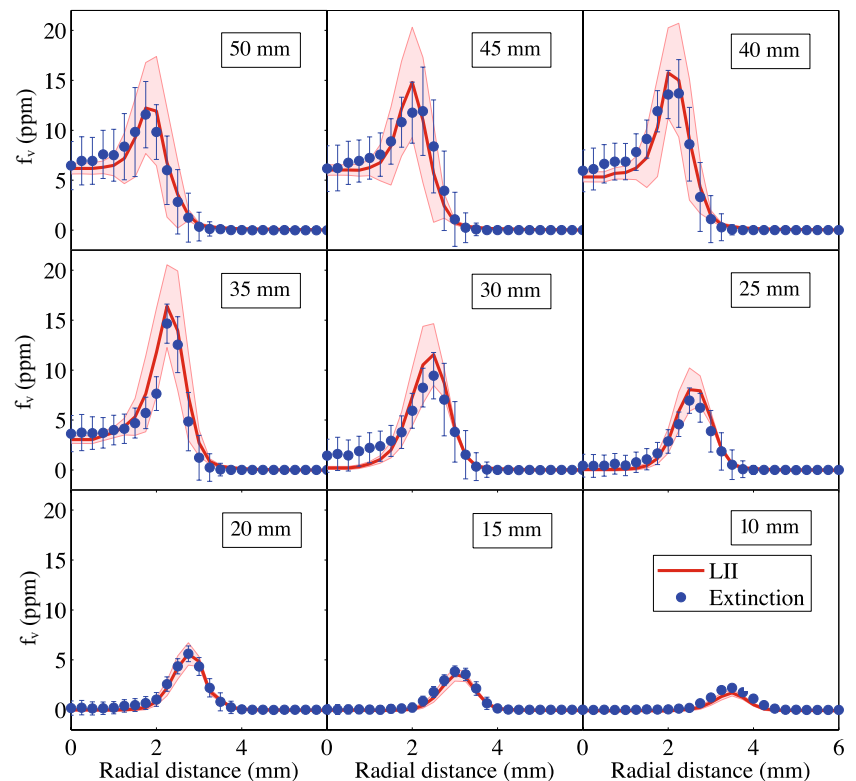 50 mm
45 mm
40 mm
20
15
10
5
0
f_v (ppm)
35 mm
30 mm
25 mm
20
15
10
5
0
f_v (ppm)
20 mm
15 mm
10 mm
LII
Extinction
20
15
10
5
0
f_v (ppm)
0 2 4 0 2 4 0 2 4 6
Radial distance (mm) Radial distance (mm) Radial distance (mm)